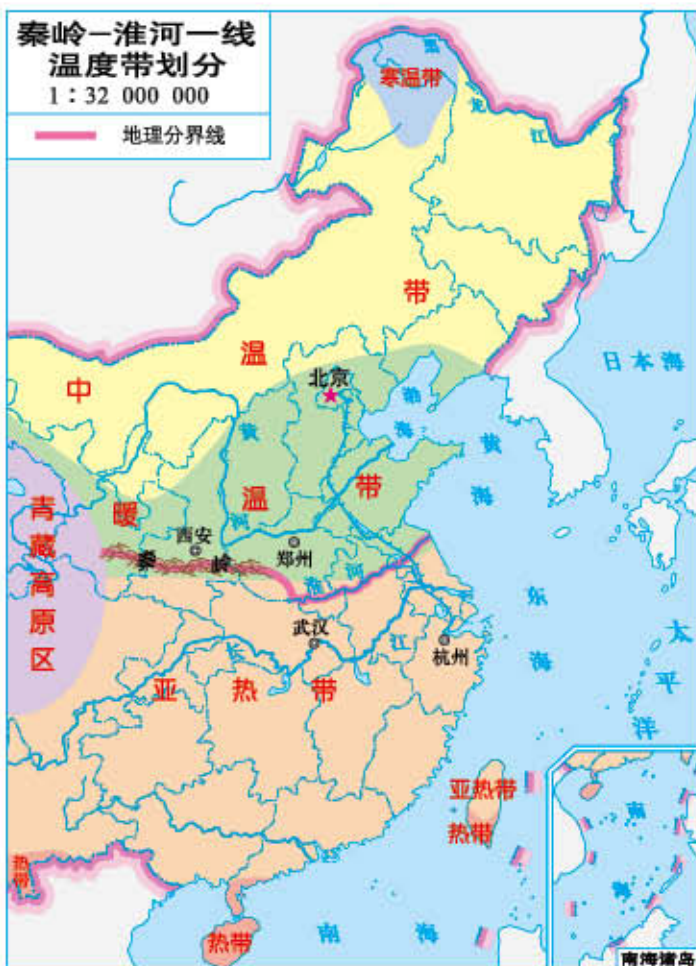 秦岭–淮河一线
温度带划分
1：32 000 000
地理分界线
寒温带
黑
龙
江
中温带
日本海
北京
渤海
黄海
黄河
暖温带
青藏高原区
西安
郑州
秦岭
淮河
东海
太平洋
武汉
长江
杭州
亚热带
亚热带
热带
热带
热带
南海
南海
南海诸岛